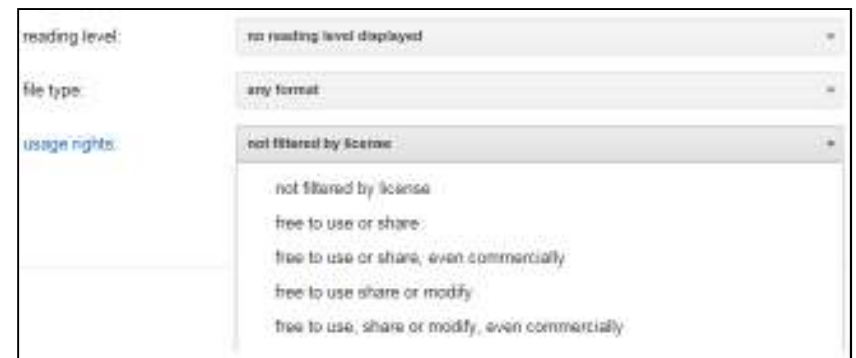 reading level: no reading level displayed
file type: any format
usage rights: not filtered by license
not filtered by license
free to use or share
free to use or share, even commercially
free to use share or modify
free to use, share or modify, even commercially